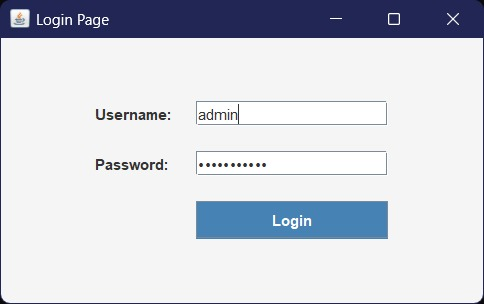 Login Page
Username: admin
Password: •••••••••••
Login